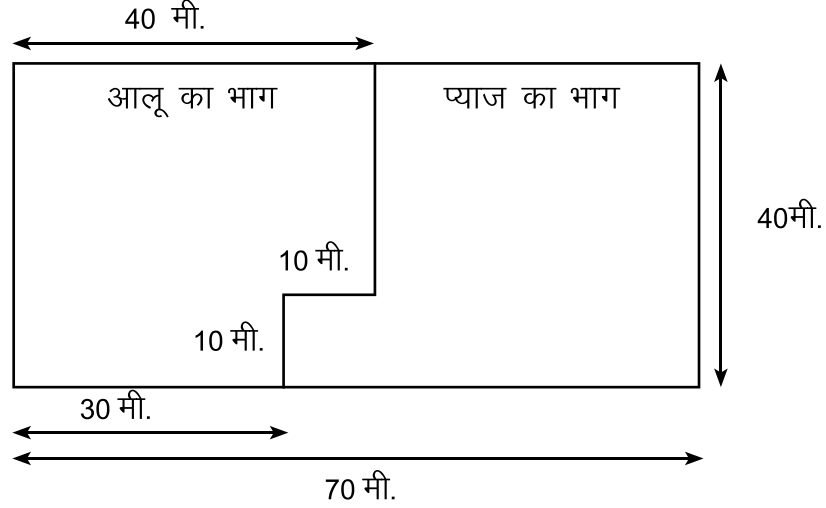 40 मी.
आलू का भाग
प्याज का भाग
40मी.
10 मी.
10 मी.
30 मी.
70 मी.